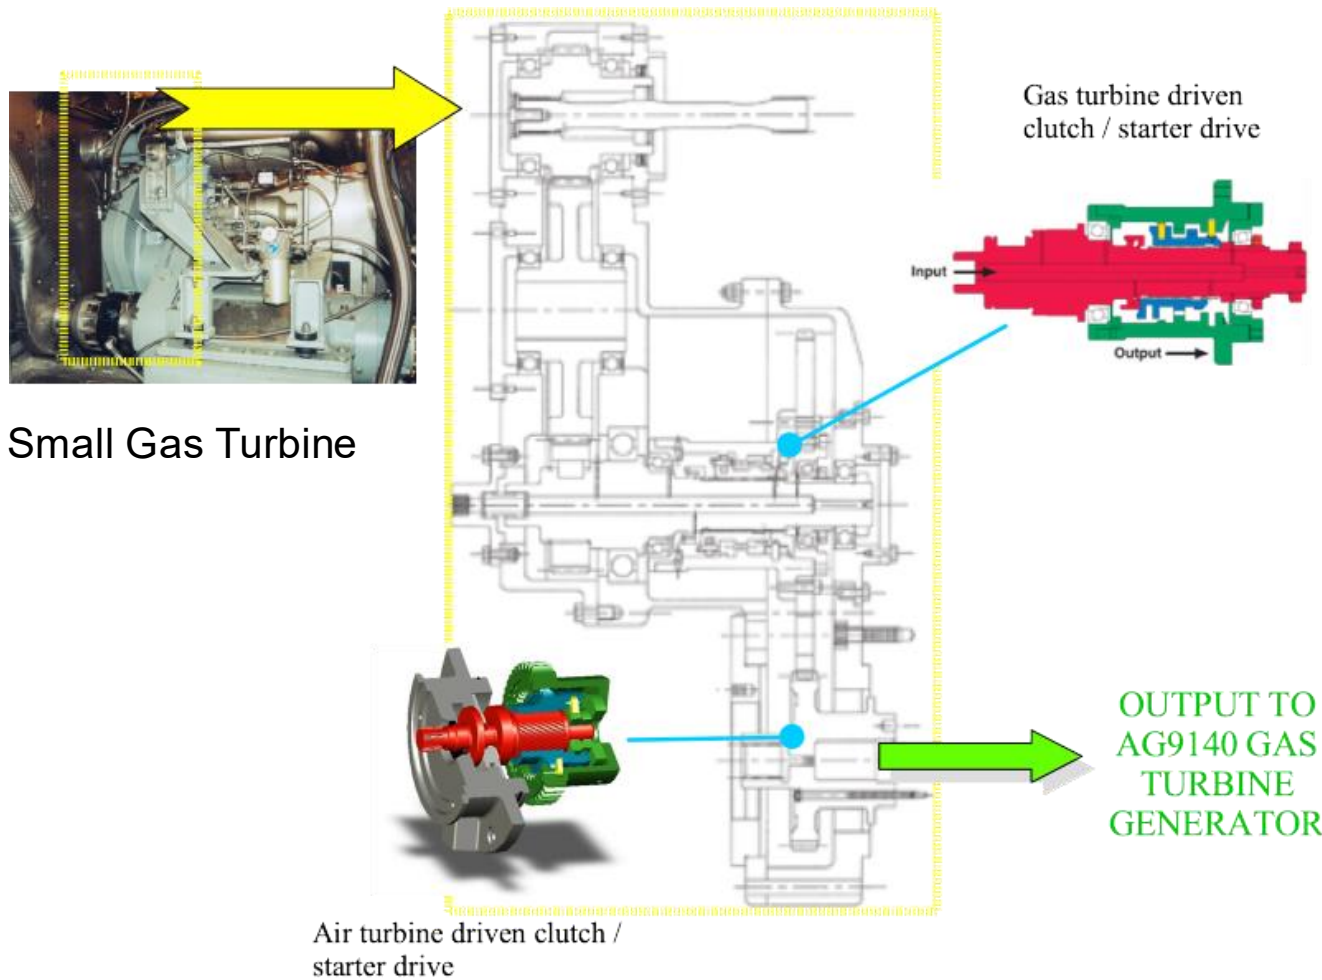 Gas turbine driven
clutch / starter drive
Input
Output
Small Gas Turbine
OUTPUT TO
AG9140 GAS
TURBINE
GENERATOR
Air turbine driven clutch /
starter drive